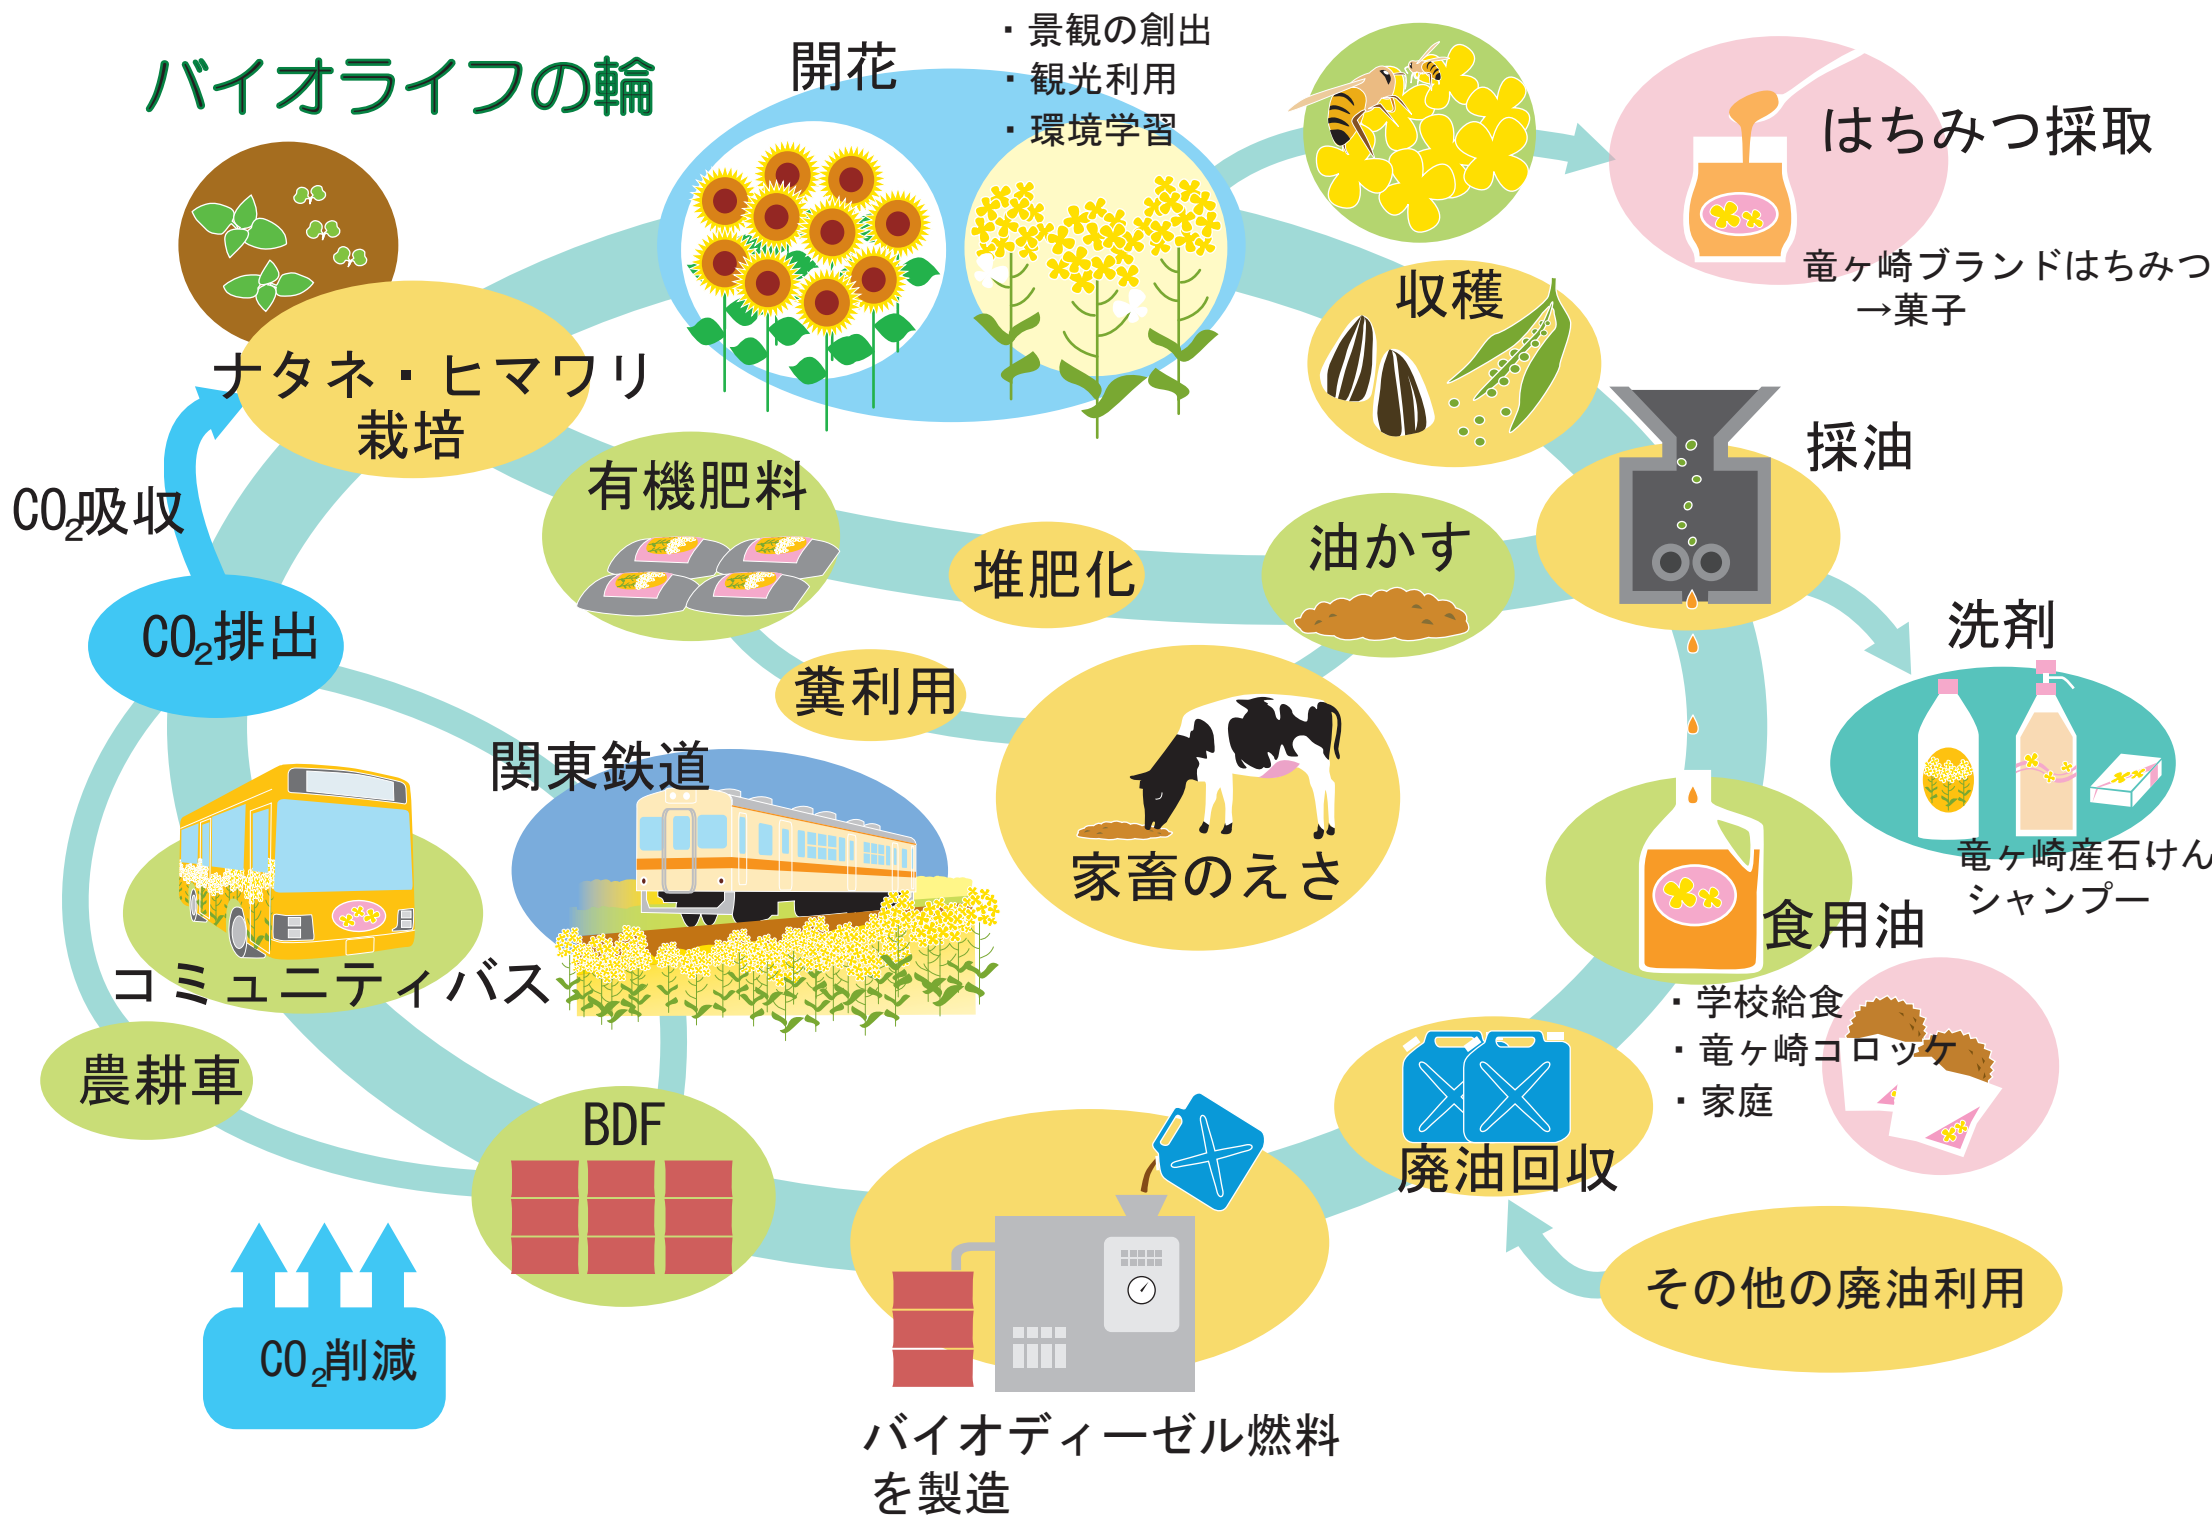 バイオライフの輪
開花
・景観の創出
・観光利用
・環境学習
はちみつ採取
竜ヶ崎ブランドはちみつ
→菓子
ナタネ・ヒマワリ
栽培
収穫
採油
有機肥料
堆肥化
油かす
CO₂吸収
CO₂排出
洗剤
竜ヶ崎産石けん
シャンプー
糞利用
家畜のえさ
関東鉄道
コミュニティバス
食用油
・学校給食
・竜ヶ崎コロッケ
・家庭
農耕車
BDF
廃油回収
その他の廃油利用
CO₂削減
バイオディーゼル燃料
を製造